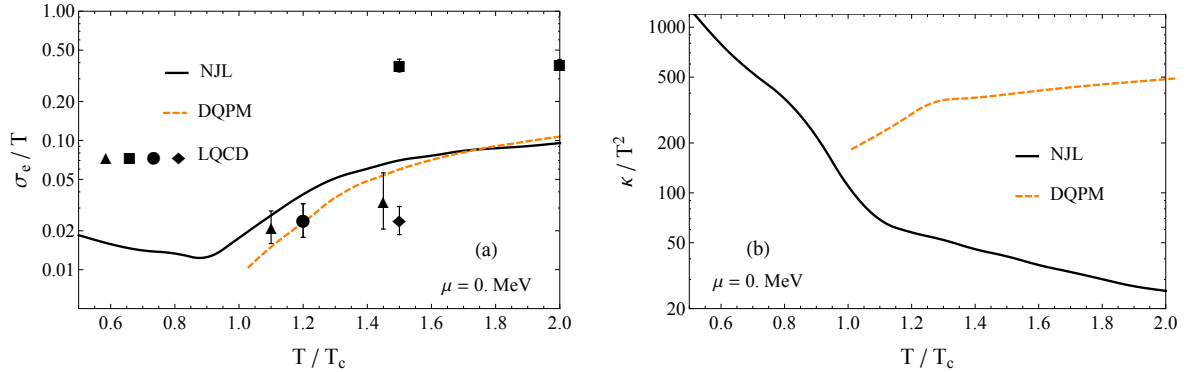 1.00
0.50
0.10
0.05
0.02
0.01
σe / T
NJL
DQPM
LQCD
(a)
μ = 0. MeV
0.6 0.8 1.0 1.2 1.4 1.6 1.8 2.0
T / Tc
1000
500
200
100
50
20
κ / T²
NJL
DQPM
(b)
μ = 0. MeV
0.6 0.8 1.0 1.2 1.4 1.6 1.8 2.0
T / Tc